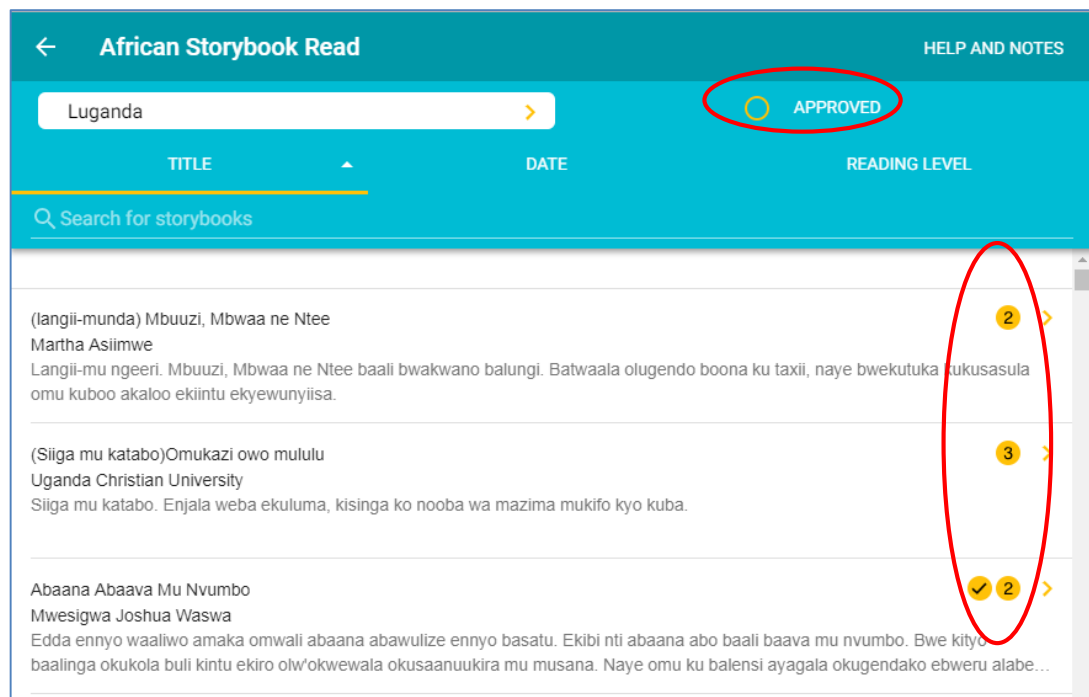 African Storybook Read
HELP AND NOTES
Luganda
APPROVED
TITLE
DATE
READING LEVEL
Search for storybooks
(langii-munda) Mbuuzi, Mbwaa ne Ntee
2
Martha Asiimwe
Langii-mu ngeeri. Mbuuzi, Mbwaa ne Ntee baali bwakwano balungi. Batwaala olugendo boona ku taxii, naye bwekutuka kukusasula
omu kuboo akaloo ekiintu ekyewunyiisa.
(Siiga mu katabo)Omukazi owo mululu
3
Uganda Christian University
Siiga mu katabo. Enjala weba ekuluma, kisinga ko nooba wa mazima mukifo kyo kuba.
Abaana Abaava Mu Nvumbo
2
Mwesigwa Joshua Waswa
Edda ennyo waaliwo amaka omwali abaana abawulize ennyo basatu. Ekibi nti abaana abo baali baava mu nvumbo. Bwe kityo
baalinga okukola buli kintu ekiro olw'okwewala okusaanuukira mu musana. Naye omu ku balensi ayagala okugendako ebweru alabe…